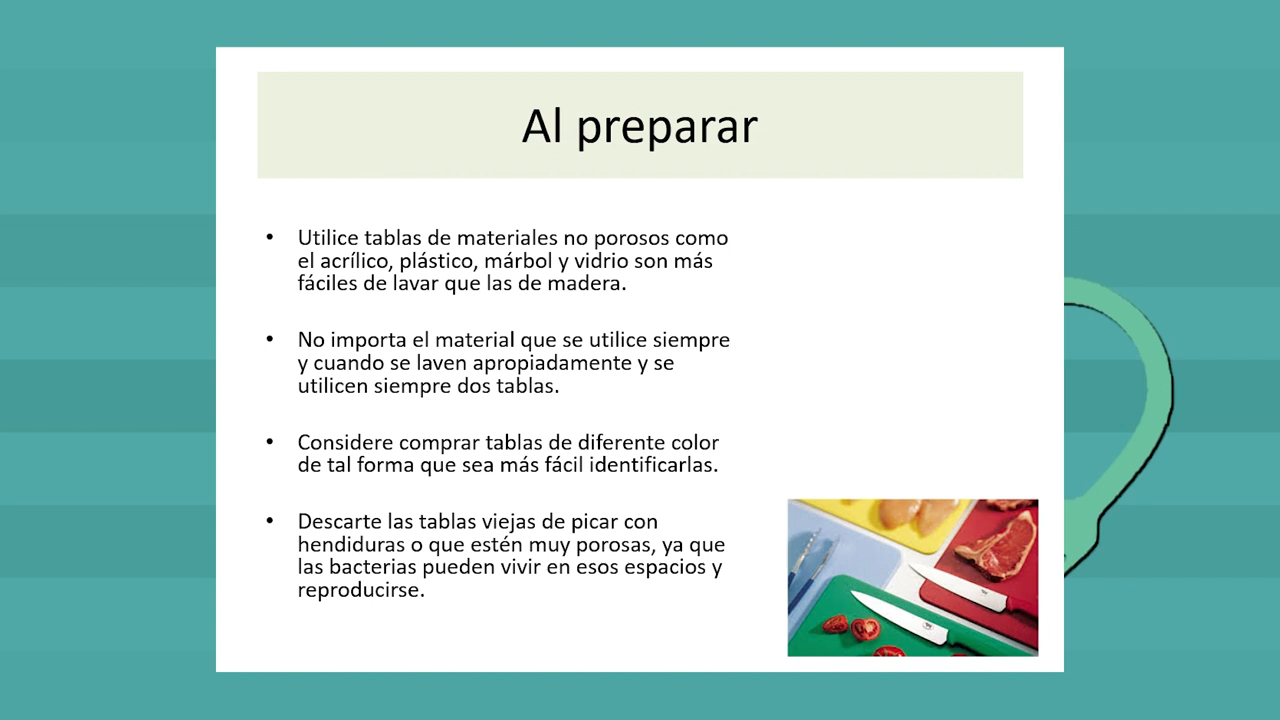 Al preparar
• Utilice tablas de materiales no porosos como
el acrílico, plástico, márbol y vidrio son más
fáciles de lavar que las de madera.
• No importa el material que se utilice siempre
y cuando se laven apropiadamente y se
utilicen siempre dos tablas.
• Considere comprar tablas de diferente color
de tal forma que sea más fácil identificarlas.
• Descarte las tablas viejas de picar con
hendiduras o que estén muy porosas, ya que
las bacterias pueden vivir en esos espacios y
reproducirse.